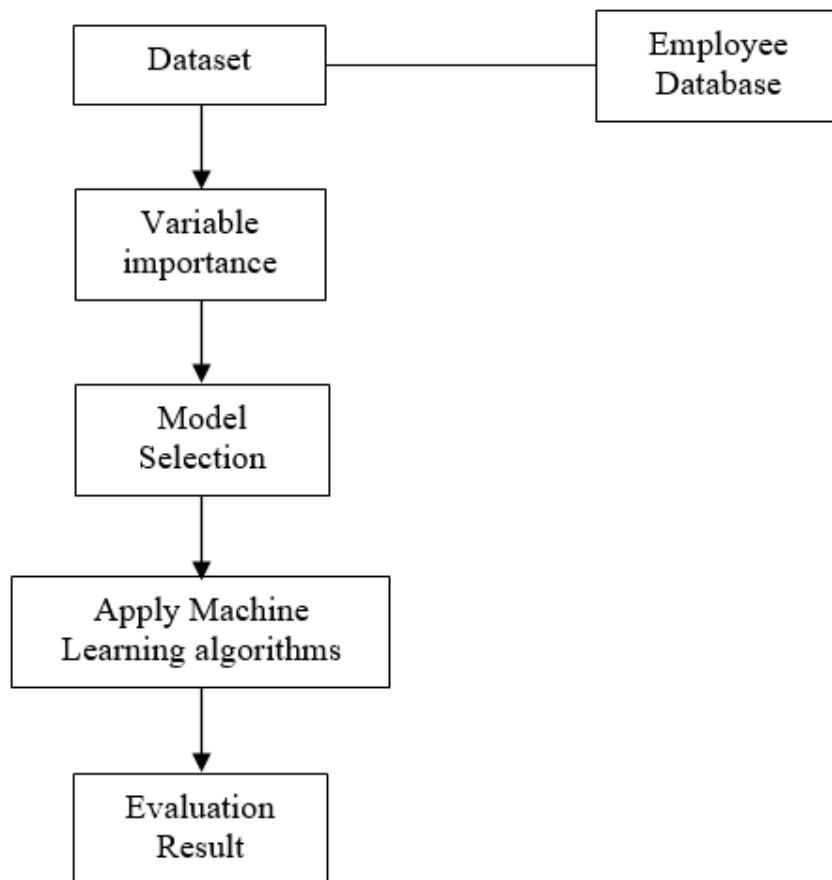 Dataset
Employee
Database
Variable
importance
Model
Selection
Apply Machine
Learning algorithms
Evaluation
Result